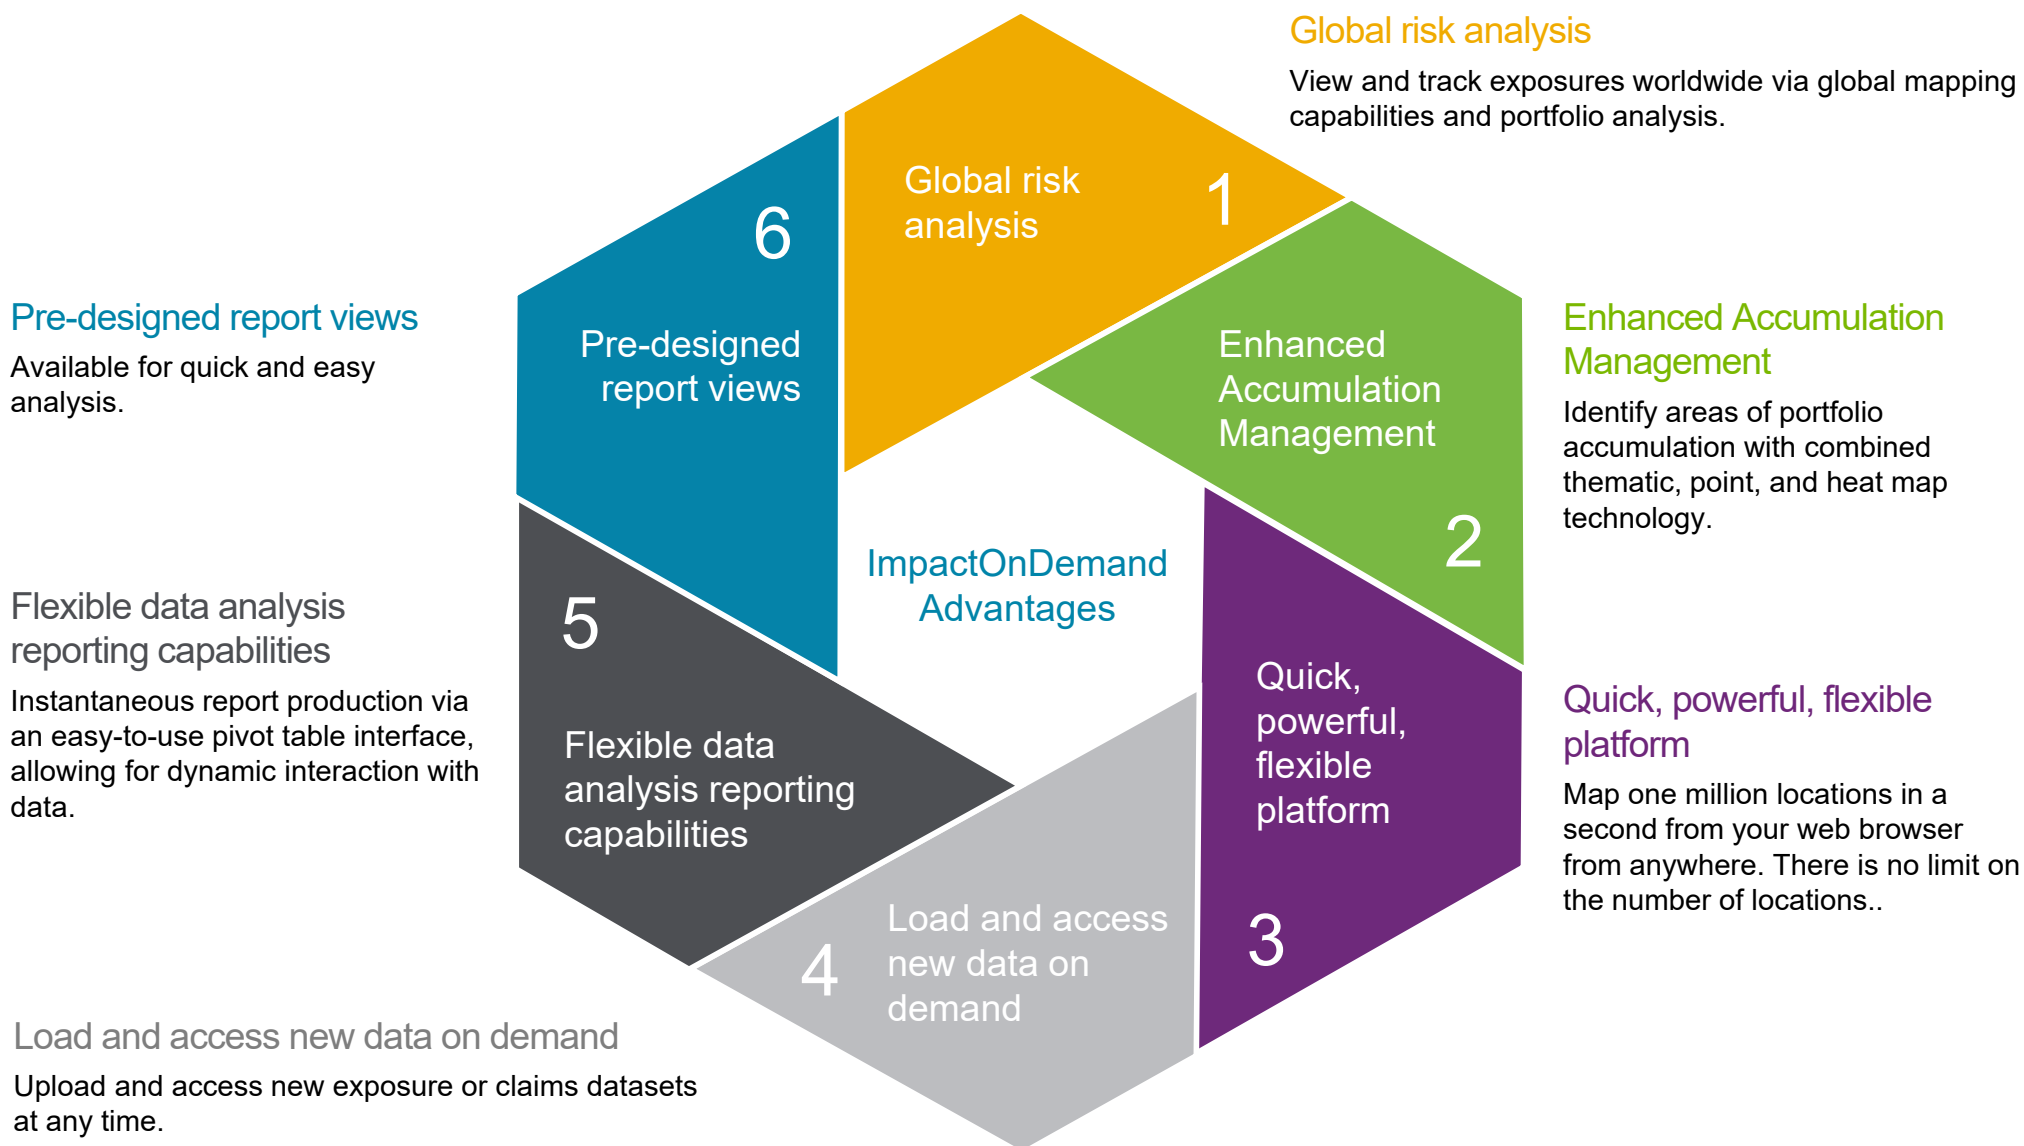 Global risk analysis
View and track exposures worldwide via global mapping
capabilities and portfolio analysis.
Global risk
analysis
1
6
Pre-designed
report views
Pre-designed report views
Available for quick and easy
analysis.
Enhanced
Accumulation
Management
2
Enhanced Accumulation
Management
Identify areas of portfolio
accumulation with combined
thematic, point, and heat map
technology.
ImpactOnDemand
Advantages
Flexible data analysis
reporting capabilities
Instantaneous report production via
an easy-to-use pivot table interface,
allowing for dynamic interaction with
data.
5
Flexible data
analysis reporting
capabilities
Quick,
powerful,
flexible
platform
3
Quick, powerful, flexible
platform
Map one million locations in a
second from your web browser
from anywhere. There is no limit on
the number of locations..
4
Load and access
new data on
demand
Load and access new data on demand
Upload and access new exposure or claims datasets
at any time.